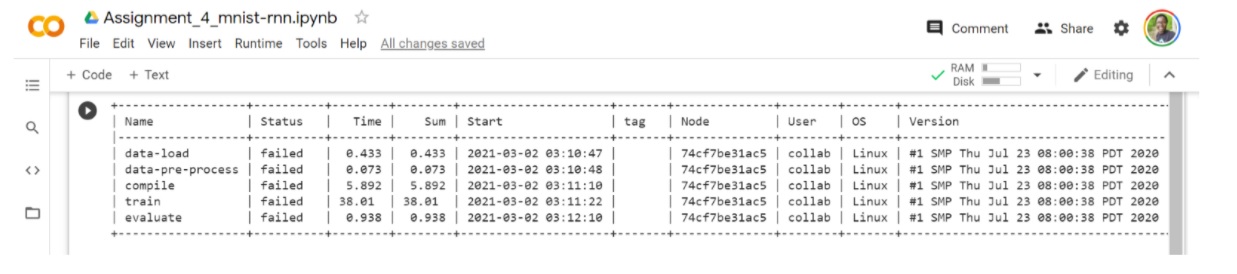 CO Assignment_4_mnist-rnn.ipynb
File Edit View Insert Runtime Tools Help All changes saved
Comment Share
+ Code + Text
RAM
Disk
Editing
| Name | Status | Time | Sum | Start | tag | Node | User | OS | Version
| data-load | failed | 0.433 | 0.433 | 2021-03-02 03:10:47 | | 74cf7be31ac5 | collab | Linux | #1 SMP Thu Jul 23 08:00:38 PDT 2020
| data-pre-process | failed | 0.073 | 0.073 | 2021-03-02 03:10:48 | | 74cf7be31ac5 | collab | Linux | #1 SMP Thu Jul 23 08:00:38 PDT 2020
| compile | failed | 5.892 | 5.892 | 2021-03-02 03:11:10 | | 74cf7be31ac5 | collab | Linux | #1 SMP Thu Jul 23 08:00:38 PDT 2020
| train | failed | 38.01 | 38.01 | 2021-03-02 03:11:22 | | 74cf7be31ac5 | collab | Linux | #1 SMP Thu Jul 23 08:00:38 PDT 2020
| evaluate | failed | 0.938 | 0.938 | 2021-03-02 03:12:10 | | 74cf7be31ac5 | collab | Linux | #1 SMP Thu Jul 23 08:00:38 PDT 2020